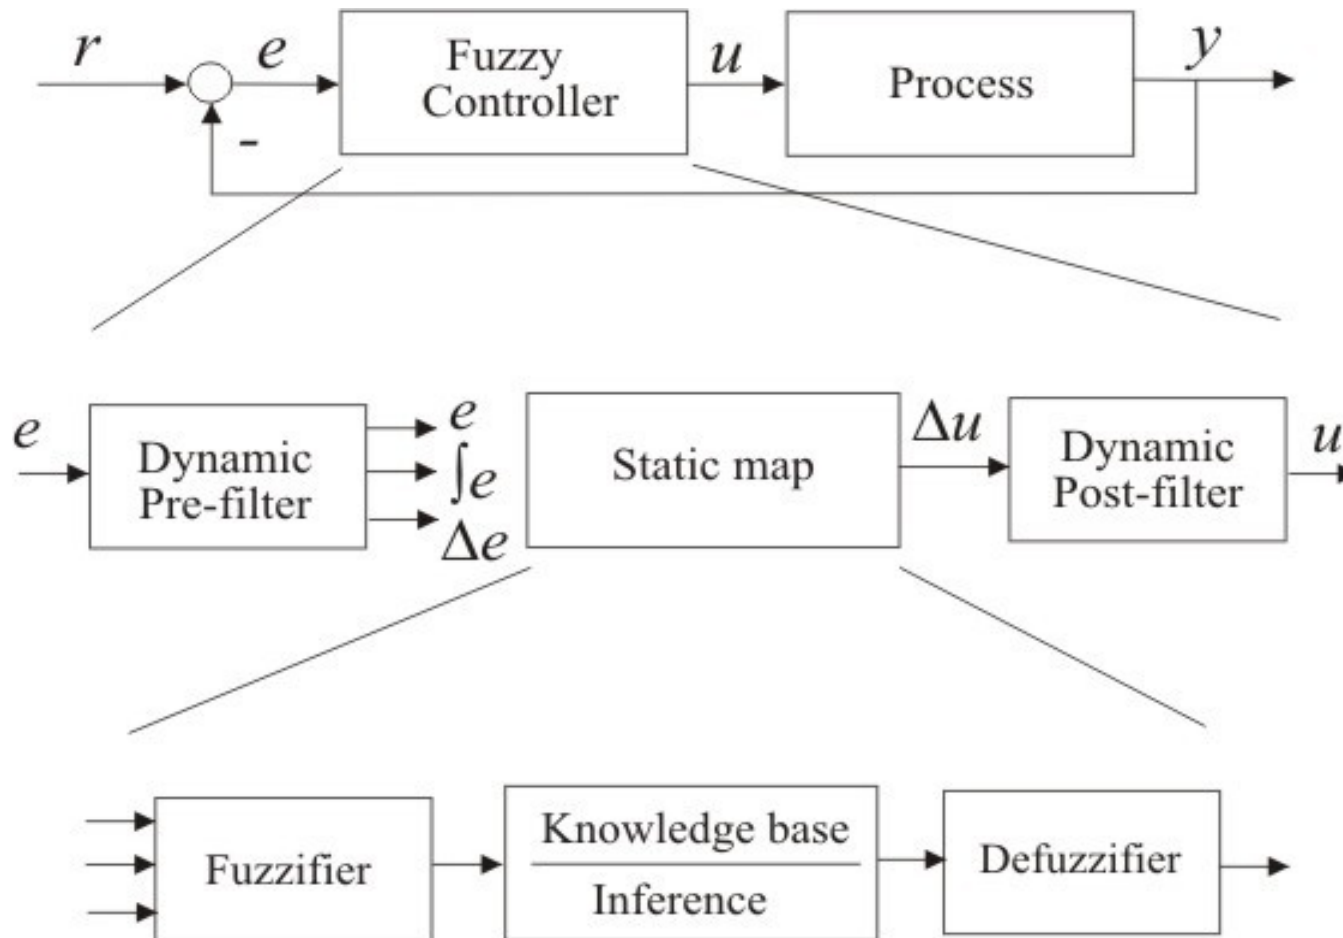 r
e
Fuzzy
Controller
u
Process
y
-
e
Dynamic
Pre-filter
e
∫e
Δe
Static map
Δu
Dynamic
Post-filter
u
Fuzzifier
Knowledge base
Inference
Defuzzifier